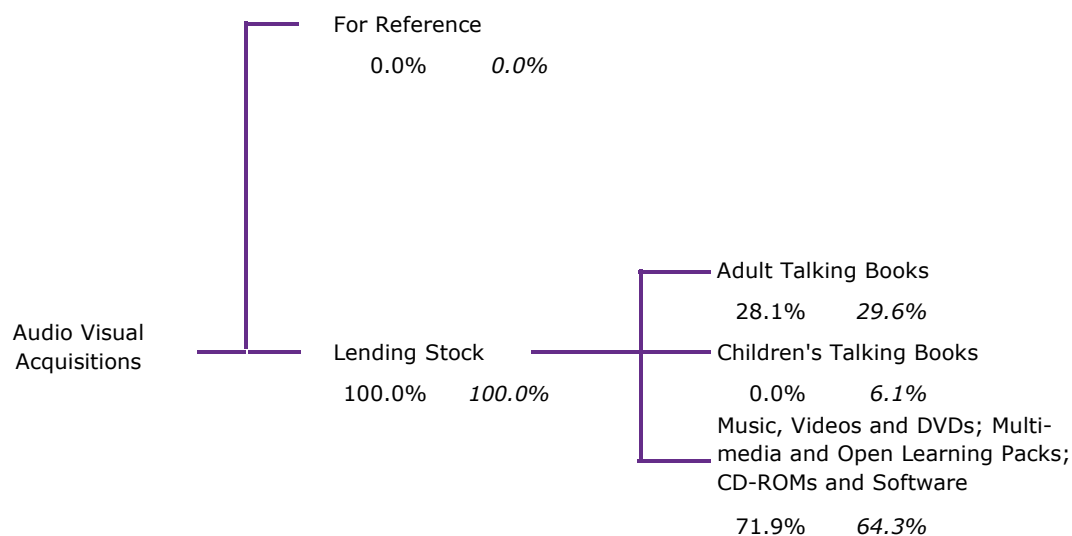 For Reference
0.0% 0.0%
Audio Visual
Acquisitions
Lending Stock
100.0% 100.0%
Adult Talking Books
28.1% 29.6%
Children's Talking Books
0.0% 6.1%
Music, Videos and DVDs; Multi-
media and Open Learning Packs;
CD-ROMs and Software
71.9% 64.3%